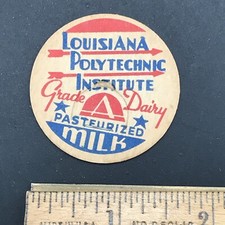 LOUISIANA
POLYTECHNIC
INSTITUTE
Grade A Dairy
PASTEURIZED
MILK
1 2